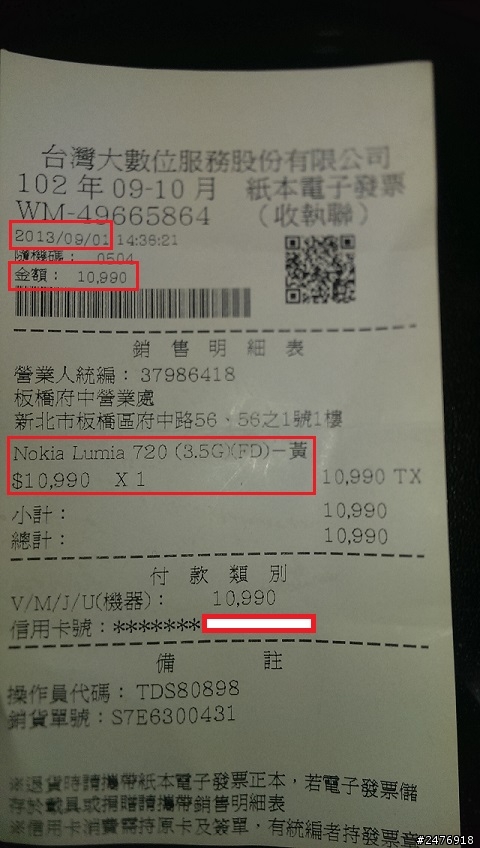 台灣大數位服務股份有限公司
102 年 09-10 月 紙本電子發票
WM-49665864 （收執聯）
2013/09/01 14:36:21
隨機碼： 0504
金額： 10,990
銷 售 明 細 表
營業人統編：37986418
板橋府中營業處
新北市板橋區府中路56、56之1號1樓
Nokia Lumia 720 (3.5G)(FD)－黃
$10,990 X 1 10,990 TX
小計： 10,990
總計： 10,990
付 款 類 別
V/M/J/U(機器)： 10,990
信用卡號：*******
備 註
操作員代碼：TDS80898
銷貨單號：S7E6300431
※退貨時請攜帶紙本電子發票正本，若電子發票儲
存於載具或捐贈請攜帶銷售明細表
※信用卡消費需持原卡及簽單，有統編者持發票章
#2476918